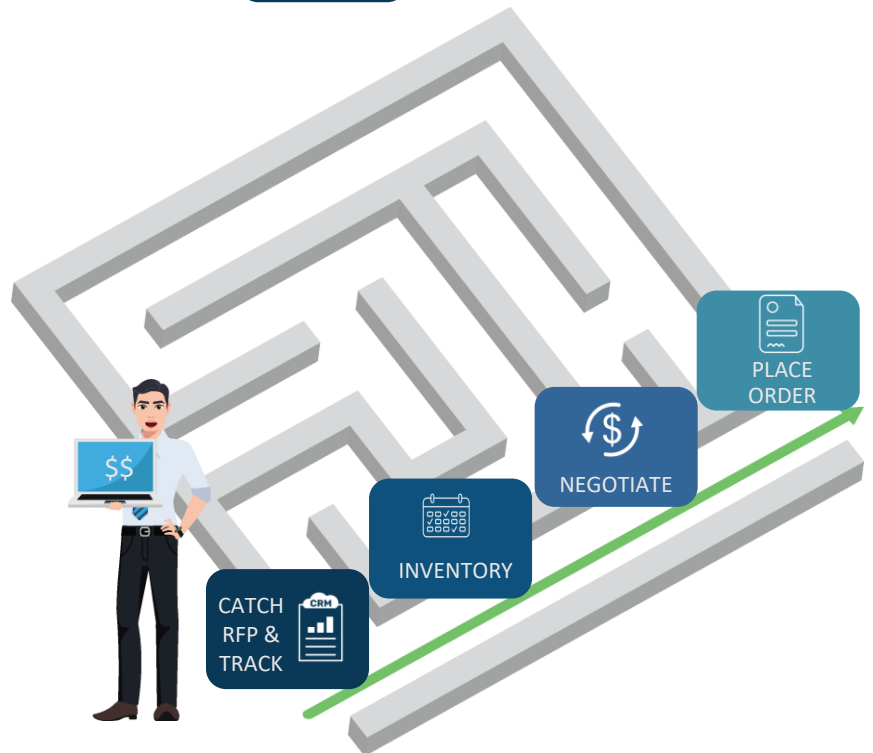 PLACE
ORDER
$
NEGOTIATE
INVENTORY
$$
CRM
CATCH
RFP &
TRACK